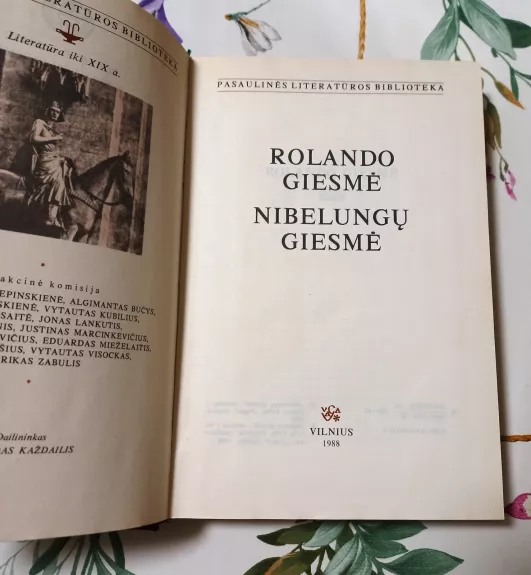 LITERATŪROS BIBLIOTEKA
Literatūra iki XIX a.
akcinė komisija
EPINSKIENĖ, ALGIMANTAS BUČYS,
SKIENĖ, VYTAUTAS KUBILIUS,
SAITĖ, JONAS LANKUTIS,
NIS, JUSTINAS MARCINKEVIČIUS,
VIČIUS, EDUARDAS MIEŽELAITIS,
ŠIUS, VYTAUTAS VISOCKAS,
RIKAS ZABULIS
Dailininkas
AS KAŽDAILIS
PASAULINĖS LITERATŪROS BIBLIOTEKA
ROLANDO
GIESMĖ
NIBELUNGŲ
GIESMĖ
VILNIUS
1988